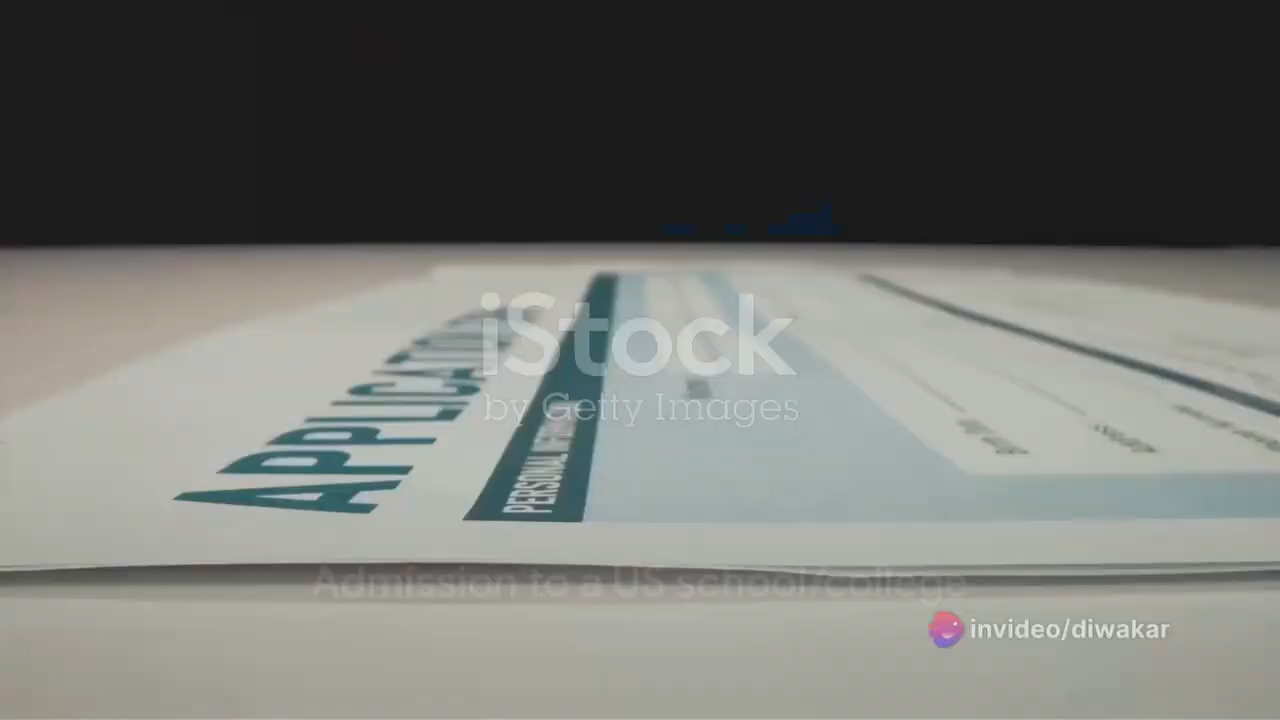 APPLICATION
PERSONAL
iStock
by Getty Images
Admission to a US school/college
invideo/diwakar